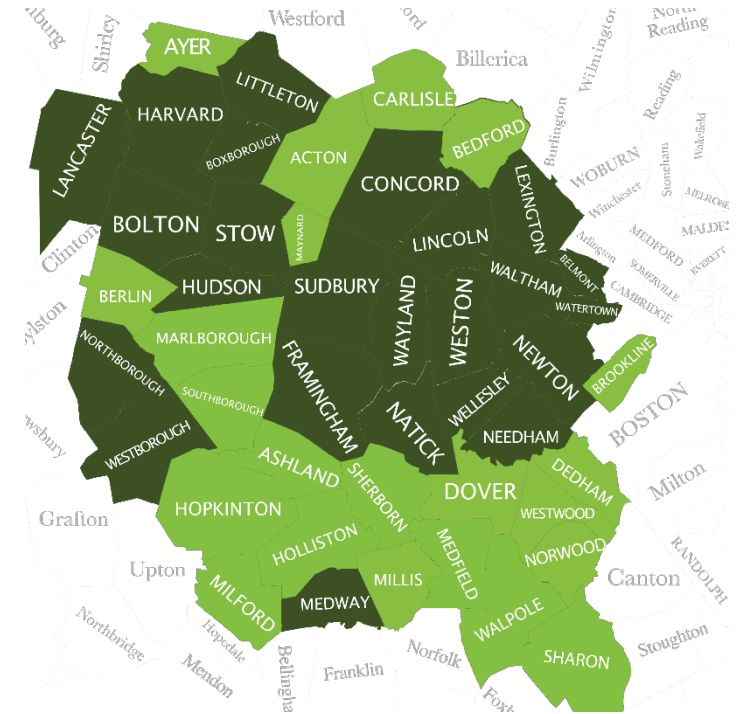 Westford
North
Reading
AYER
Shirley
Billerica
Wilmington
LITTLETON
CARLISLE
HARVARD
Reading
LANCASTER
BOXBOROUGH
ACTON
BEDFORD
Burlington
Wakefield
WOBURN
Stoneham
CONCORD
LEXINGTON
Winchester
MELROSE
BOLTON
STOW
MAYNARD
LINCOLN
Arlington
MEDFORD
Clinton
WALTHAM
BELMONT
SOMERVILLE
EVERETT
BERLIN
HUDSON
SUDBURY
WAYLAND
WESTON
WATERTOWN
CAMBRIDGE
MARLBOROUGH
NORTHBOROUGH
FRAMINGHAM
NEWTON
BROOKLINE
SOUTHBOROUGH
WELLESLEY
NATICK
NEEDHAM
BOSTON
WESTBOROUGH
ASHLAND
SHERBORN
DOVER
DEDHAM
Milton
HOPKINTON
WESTWOOD
Grafton
HOLLISTON
MEDFIELD
NORWOOD
RANDOLPH
Upton
MILLIS
Canton
MILFORD
MEDWAY
WALPOLE
Northbridge
Hopedale
Stoughton
Norfolk
SHARON
Mendon
Franklin